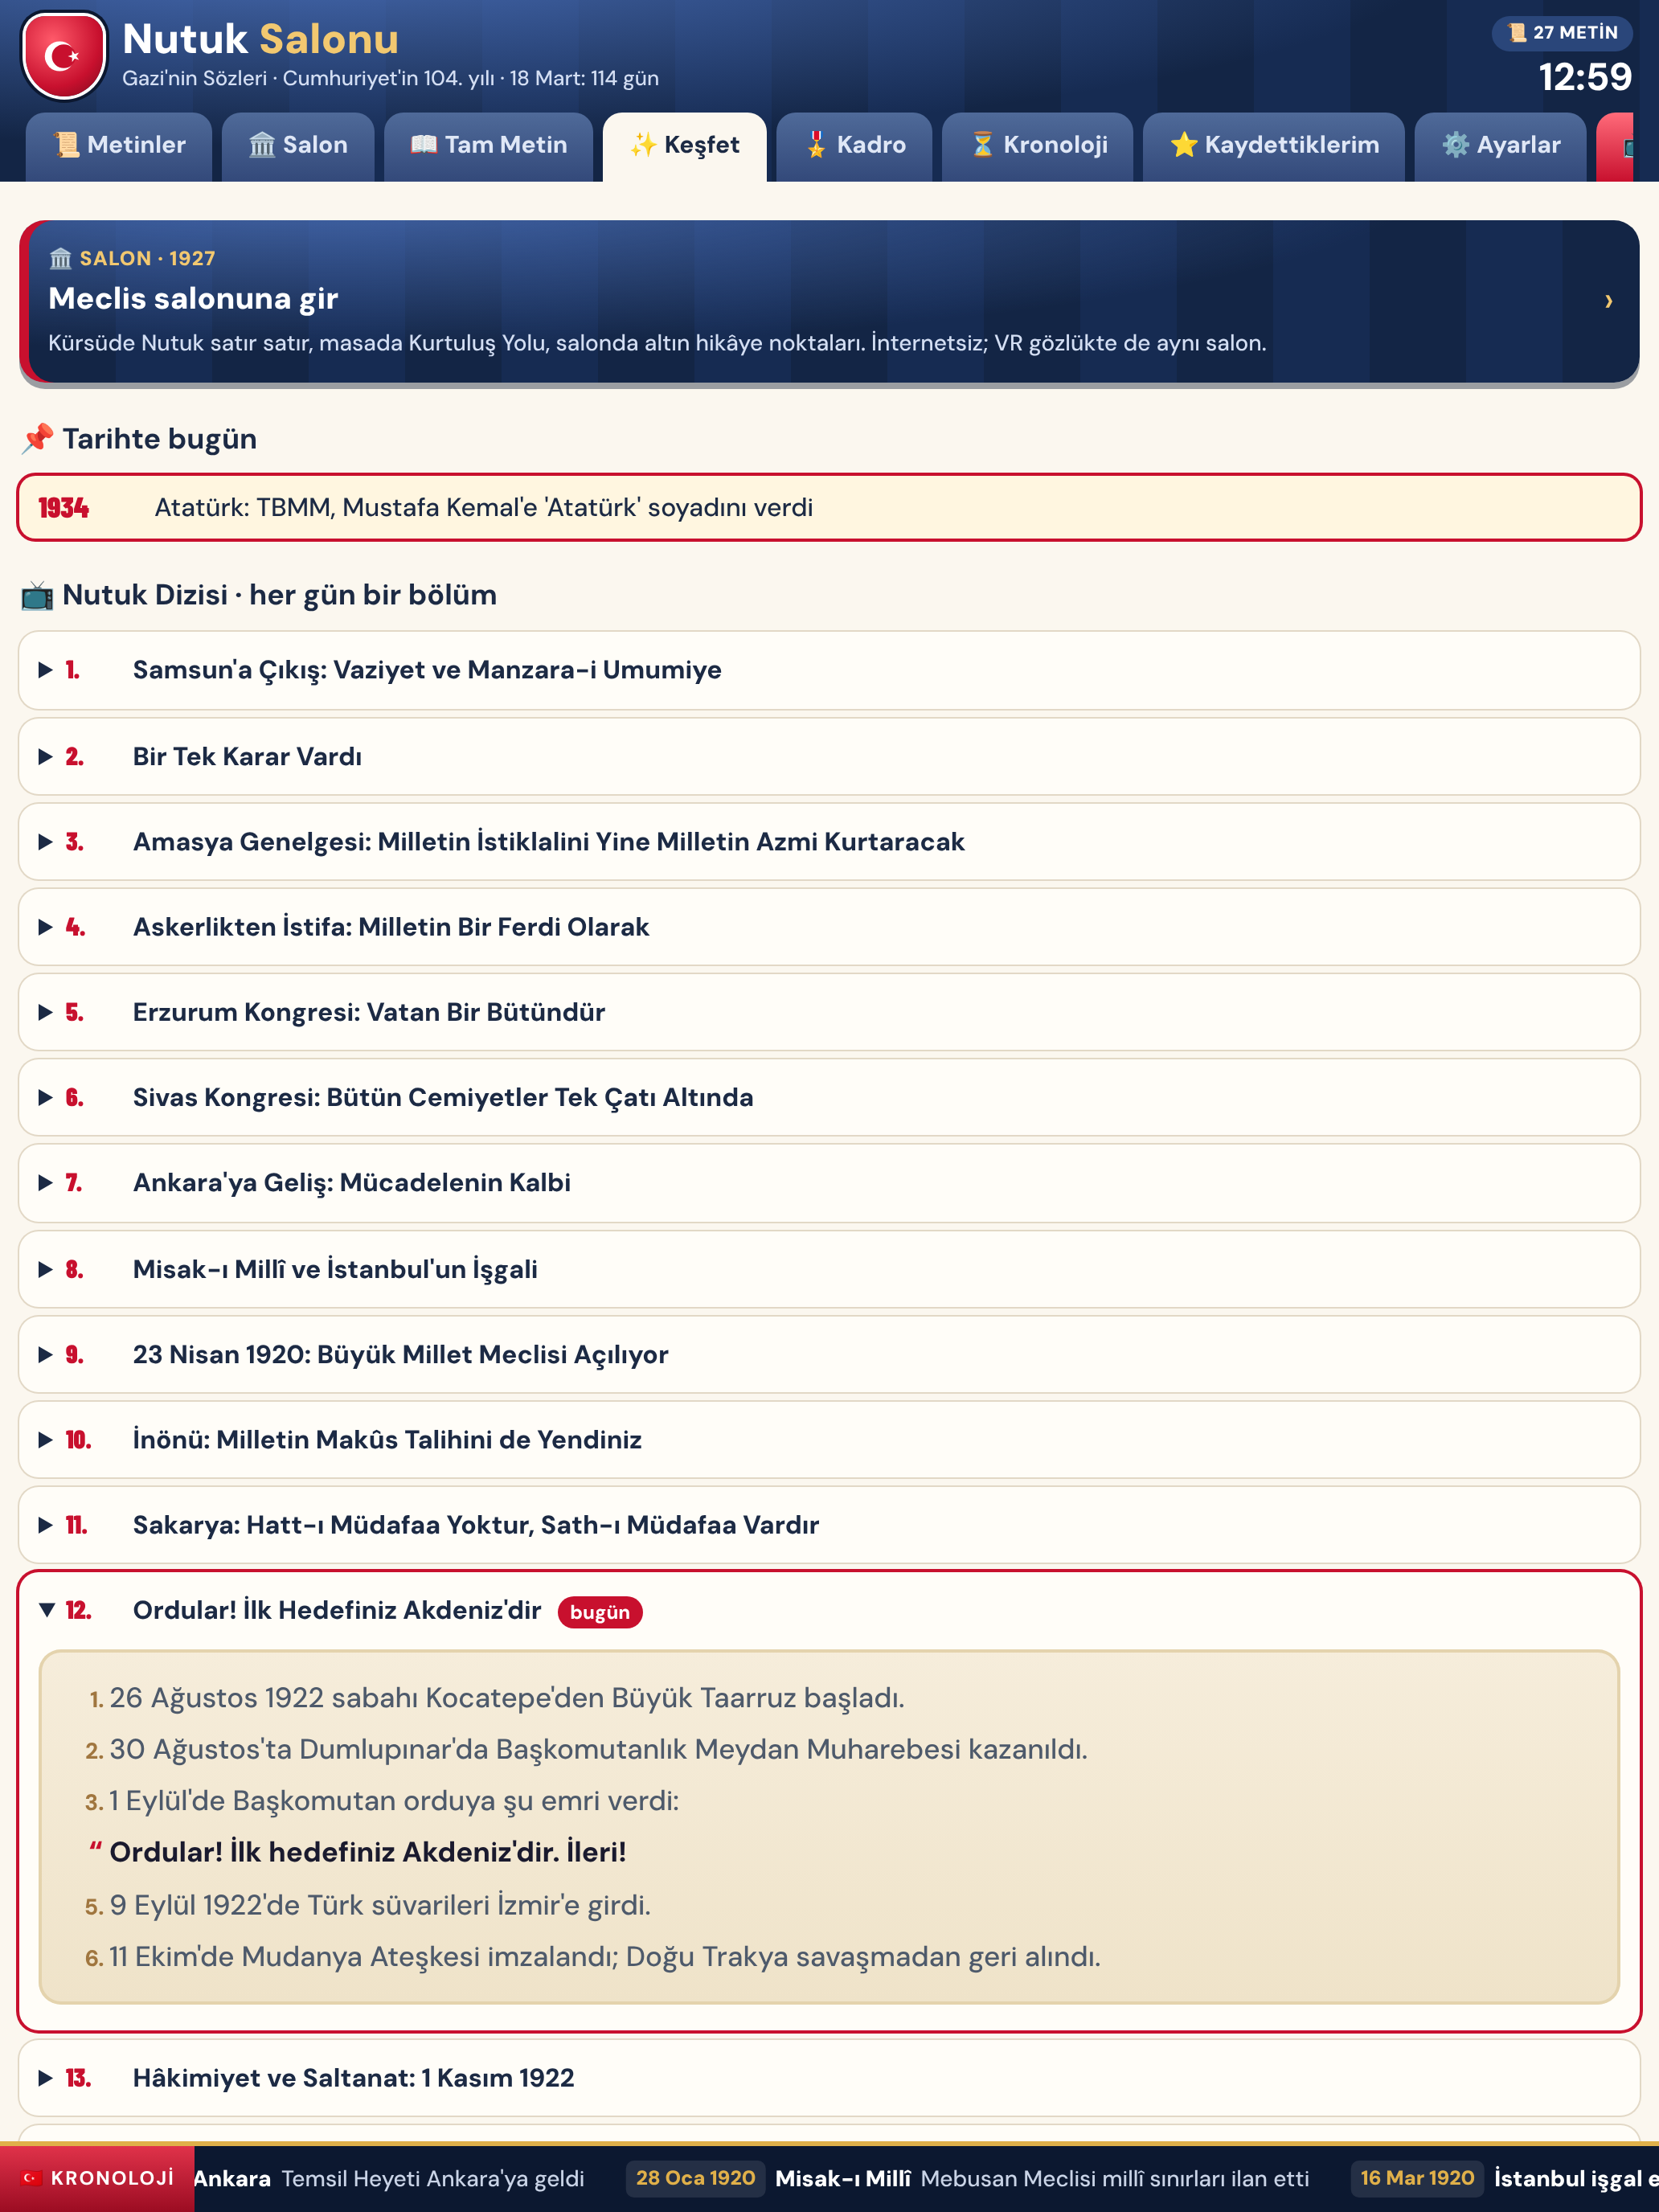 Nutuk Salonu
Gazi'nin Sözleri · Cumhuriyet'in 104. yılı · 18 Mart: 114 gün
27 METİN
12:59
Metinler
Salon
Tam Metin
Keşfet
Kadro
Kronoloji
Kaydettiklerim
Ayarlar
SALON · 1927
Meclis salonuna gir
›
Kürsüde Nutuk satır satır, masada Kurtuluş Yolu, salonda altın hikâye noktaları. İnternetsiz; VR gözlükte de aynı salon.
Tarihte bugün
1934 Atatürk: TBMM, Mustafa Kemal'e 'Atatürk' soyadını verdi
Nutuk Dizisi · her gün bir bölüm
1. Samsun'a Çıkış: Vaziyet ve Manzara-i Umumiye
2. Bir Tek Karar Vardı
3. Amasya Genelgesi: Milletin İstiklalini Yine Milletin Azmi Kurtaracak
4. Askerlikten İstifa: Milletin Bir Ferdi Olarak
5. Erzurum Kongresi: Vatan Bir Bütündür
6. Sivas Kongresi: Bütün Cemiyetler Tek Çatı Altında
7. Ankara'ya Geliş: Mücadelenin Kalbi
8. Misak-ı Millî ve İstanbul'un İşgali
9. 23 Nisan 1920: Büyük Millet Meclisi Açılıyor
10. İnönü: Milletin Makûs Talihini de Yendiniz
11. Sakarya: Hatt-ı Müdafaa Yoktur, Sath-ı Müdafaa Vardır
12. Ordular! İlk Hedefiniz Akdeniz'dir bugün
1. 26 Ağustos 1922 sabahı Kocatepe'den Büyük Taarruz başladı.
2. 30 Ağustos'ta Dumlupınar'da Başkomutanlık Meydan Muharebesi kazanıldı.
3. 1 Eylül'de Başkomutan orduya şu emri verdi:
“ Ordular! İlk hedefiniz Akdeniz'dir. İleri!
5. 9 Eylül 1922'de Türk süvarileri İzmir'e girdi.
6. 11 Ekim'de Mudanya Ateşkesi imzalandı; Doğu Trakya savaşmadan geri alındı.
13. Hâkimiyet ve Saltanat: 1 Kasım 1922
KRONOLOJİ Ankara Temsil Heyeti Ankara'ya geldi 28 Oca 1920 Misak-ı Millî Mebusan Meclisi millî sınırları ilan etti 16 Mar 1920 İstanbul işgal